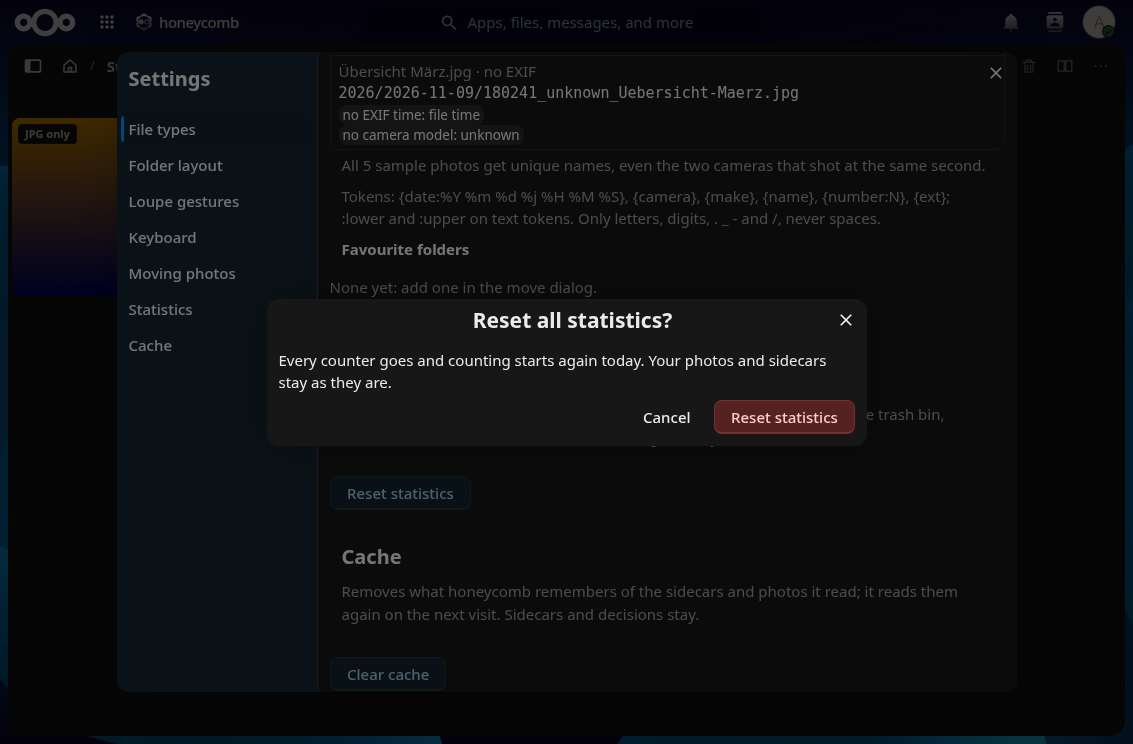 honeycomb
Apps, files, messages, and more
A
/
JPG only
Settings
File types
Folder layout
Loupe gestures
Keyboard
Moving photos
Statistics
Cache
Übersicht März.jpg · no EXIF
2026/2026-11-09/180241_unknown_Uebersicht-Maerz.jpg
no EXIF time: file time
no camera model: unknown
All 5 sample photos get unique names, even the two cameras that shot at the same second.
Tokens: {date:%Y %m %d %j %H %M %S}, {camera}, {make}, {name}, {number:N}, {ext};
:lower and :upper on text tokens. Only letters, digits, . _ - and /, never spaces.
Favourite folders
None yet: add one in the move dialog.
Reset all statistics?
Every counter goes and counting starts again today. Your photos and sidecars
stay as they are.
Cancel
Reset statistics
trash bin,
Reset statistics
Cache
Removes what honeycomb remembers of the sidecars and photos it read; it reads them
again on the next visit. Sidecars and decisions stay.
Clear cache